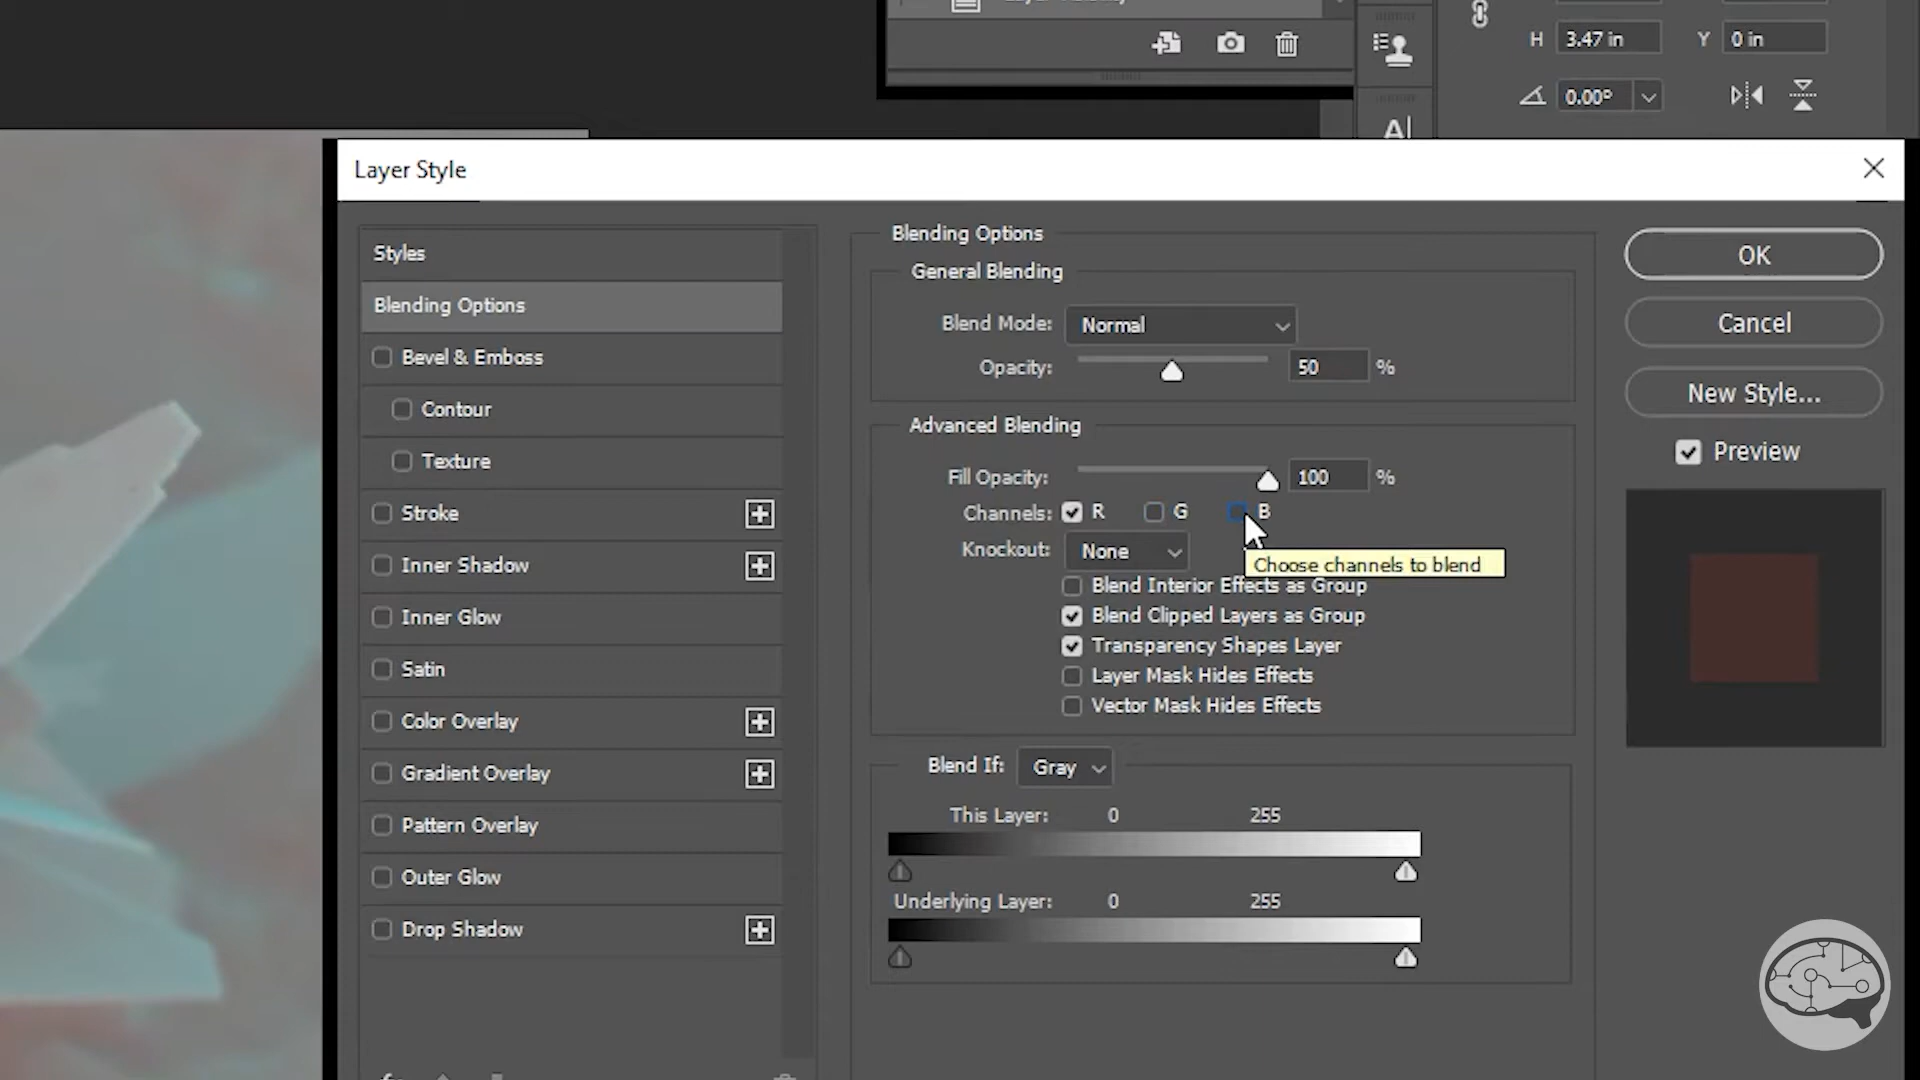 H 3.47 in Y 0 in
0.00°
A|
Layer Style
Styles
Blending Options
Bevel & Emboss
Contour
Texture
Stroke
Inner Shadow
Inner Glow
Satin
Color Overlay
Gradient Overlay
Pattern Overlay
Outer Glow
Drop Shadow
Blending Options
General Blending
Blend Mode: Normal
Opacity: 50 %
Advanced Blending
Fill Opacity: 100 %
Channels: R G B
Knockout: None
Choose channels to blend
Blend Interior Effects as Group
Blend Clipped Layers as Group
Transparency Shapes Layer
Layer Mask Hides Effects
Vector Mask Hides Effects
Blend If: Gray
This Layer: 0 255
Underlying Layer: 0 255
OK
Cancel
New Style...
Preview